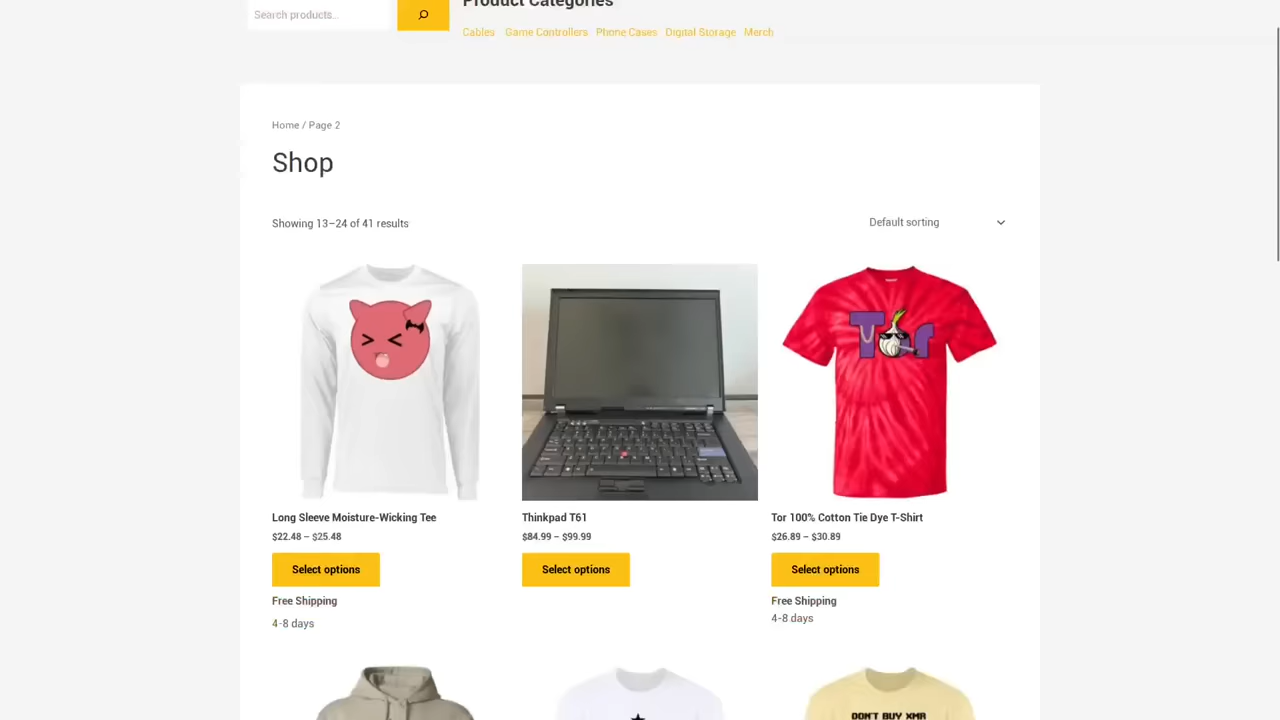 Search products…
Product Categories
Cables Game Controllers Phone Cases Digital Storage Merch
Home / Page 2
Shop
Showing 13–24 of 41 results
Default sorting
Tor
Long Sleeve Moisture-Wicking Tee
$22.48 – $25.48
Select options
Free Shipping
4-8 days
Thinkpad T61
$84.99 – $99.99
Select options
Tor 100% Cotton Tie Dye T-Shirt
$26.89 – $30.89
Select options
Free Shipping
4-8 days
DON'T BUY XMR